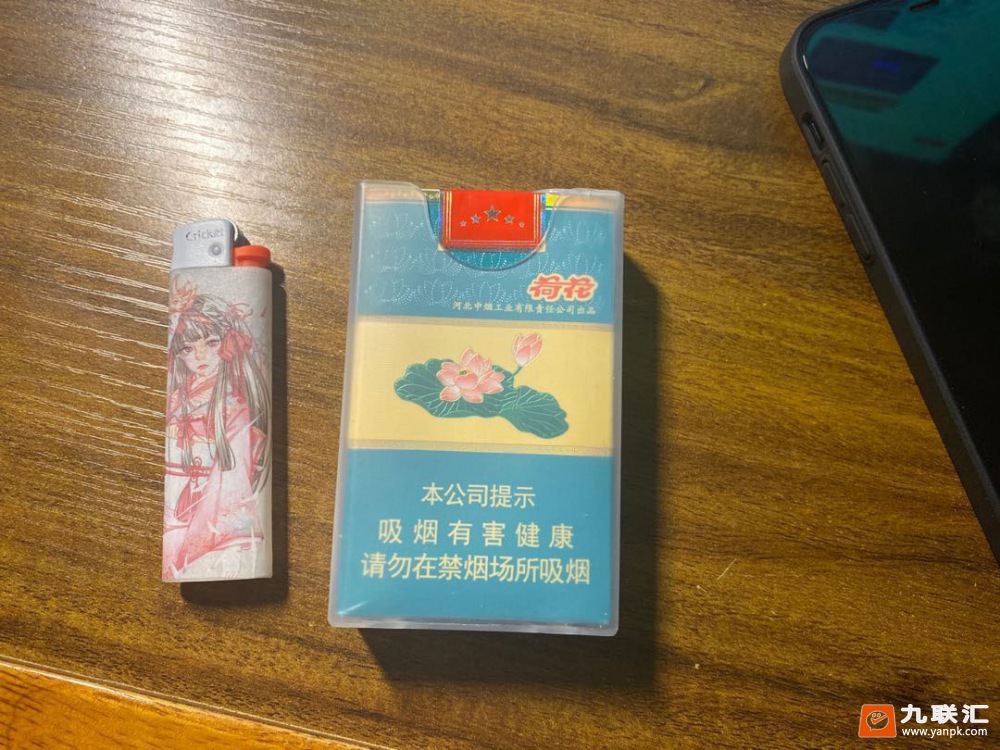 Cricket
荷花
河北中烟工业有限责任公司出品
本公司提示
吸烟有害健康
请勿在禁烟场所吸烟
九联汇
www.yanpk.com